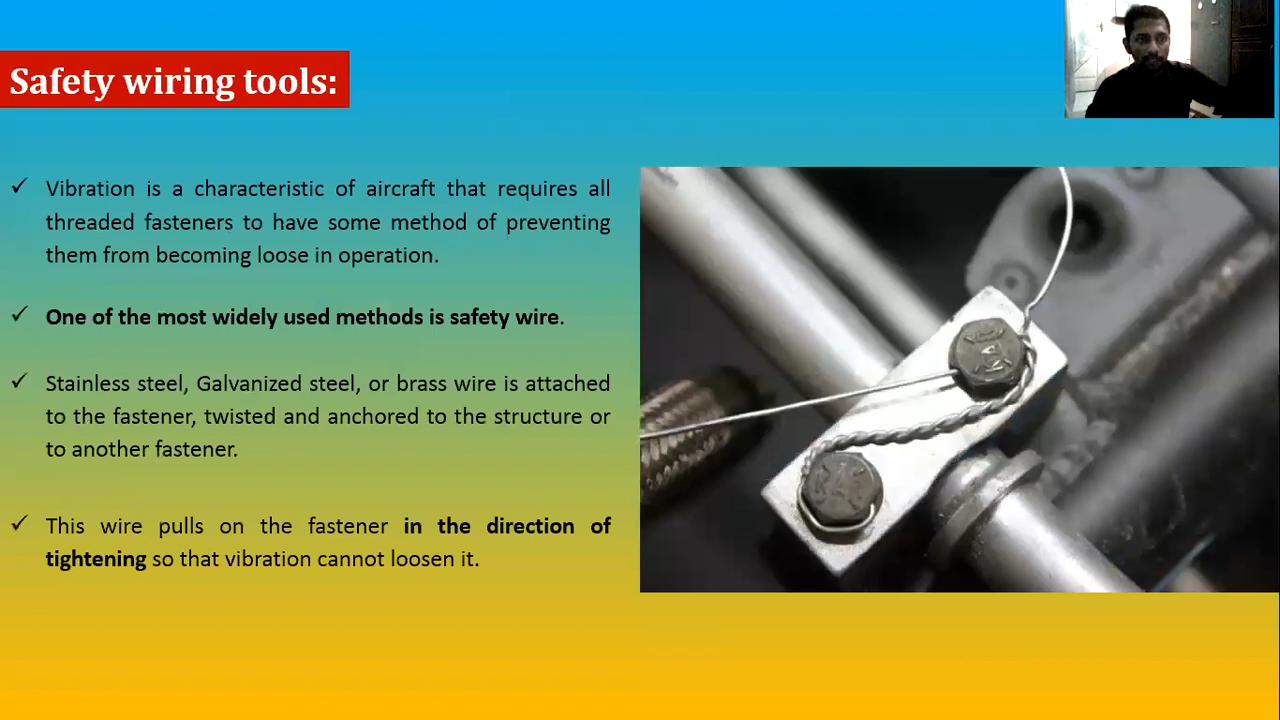 Safety wiring tools:
✓ Vibration is a characteristic of aircraft that requires all
threaded fasteners to have some method of preventing
them from becoming loose in operation.
✓ One of the most widely used methods is safety wire.
✓ Stainless steel, Galvanized steel, or brass wire is attached
to the fastener, twisted and anchored to the structure or
to another fastener.
✓ This wire pulls on the fastener in the direction of
tightening so that vibration cannot loosen it.